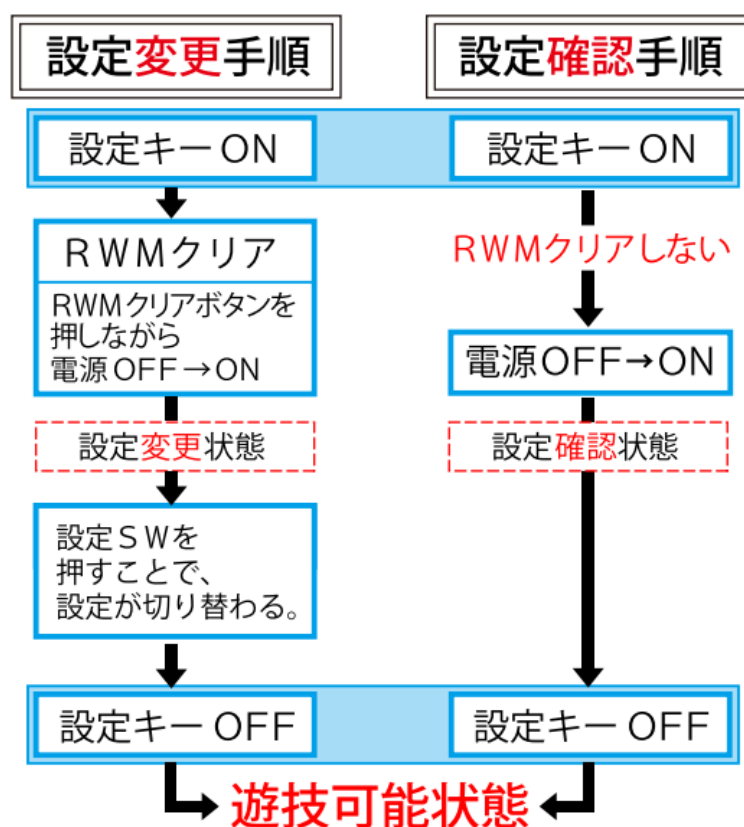 設定変更手順
設定キーON
RWMクリア
RWMクリアボタンを
押しながら
電源OFF→ON
設定変更状態
設定SWを
押すことで、
設定が切り替わる。
設定キーOFF
設定確認手順
設定キーON
RWMクリアしない
電源OFF→ON
設定確認状態
設定キーOFF
遊技可能状態